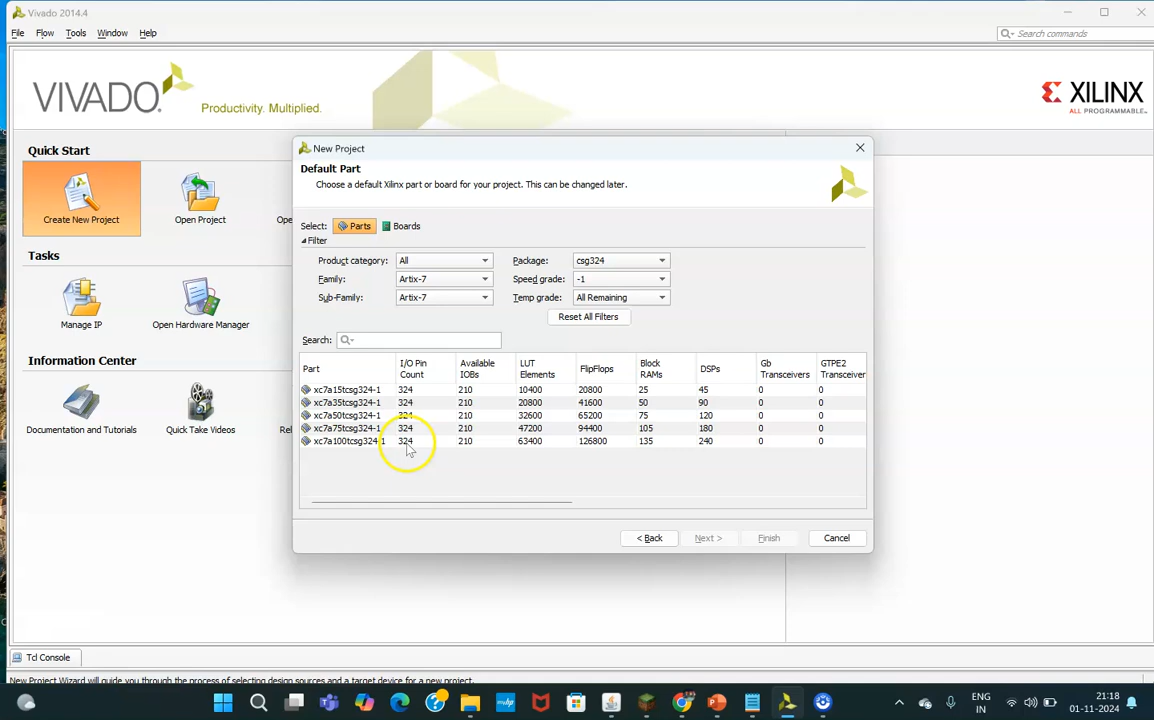 Vivado 2014.4
File Flow Tools Window Help
Search commands
VIVADO. Productivity. Multiplied.
XILINX
ALL PROGRAMMABLE.
Quick Start
Create New Project
Open Project
Ope
Tasks
Manage IP
Open Hardware Manager
Information Center
Documentation and Tutorials
Quick Take Videos
Rel
New Project
Default Part
Choose a default Xilinx part or board for your project. This can be changed later.
Select: Parts Boards
Filter
Product category: All Package: csg324
Family: Artix-7 Speed grade: -1
Sub-Family: Artix-7 Temp grade: All Remaining
Reset All Filters
Search:
Part I/O Pin Count Available IOBs LUT Elements FlipFlops Block RAMs DSPs Gb Transceivers GTPE2 Transceiver
xc7a15tcsg324-1 324 210 10400 20800 25 45 0 0
xc7a35tcsg324-1 324 210 20800 41600 50 90 0 0
xc7a50tcsg324-1 324 210 32600 65200 75 120 0 0
xc7a75tcsg324-1 324 210 47200 94400 105 180 0 0
xc7a100tcsg324-1 324 210 63400 126800 135 240 0 0
< Back Next > Finish Cancel
Tcl Console
New Project Wizard will guide you through the process of selecting design sources and a target device for a new project.
ENG
IN
21:18
01-11-2024